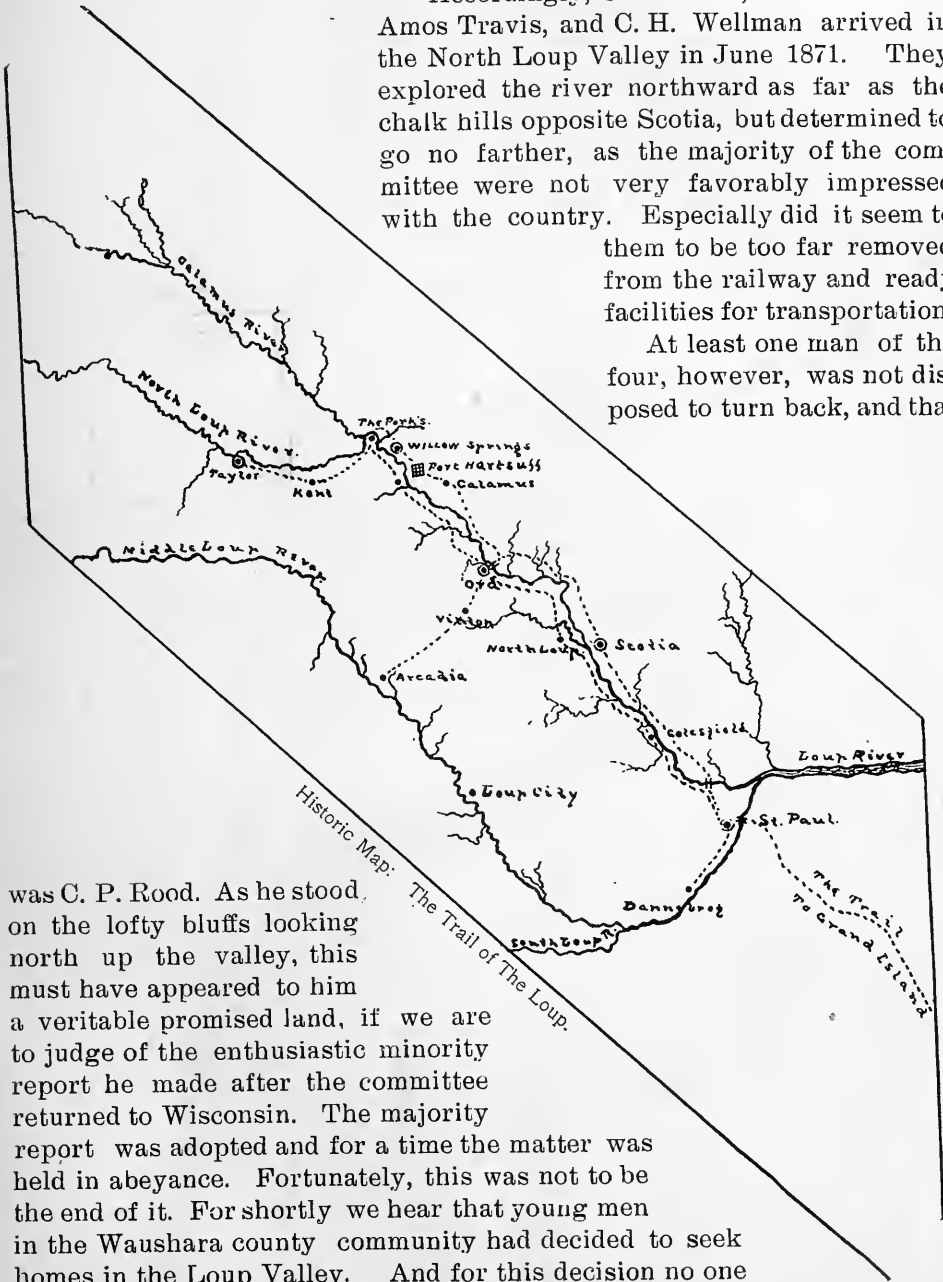 Amos Travis, and C. H. Wellman arrived in
the North Loup Valley in June 1871. They
explored the river northward as far as the
chalk hills opposite Scotia, but determined to
go no farther, as the majority of the com
mittee were not very favorably impressed
with the country. Especially did it seem to
them to be too far removed
from the railway and ready
facilities for transportation
At least one man of th
four, however, was not dis
posed to turn back, and tha
Calamus River
North Loup River.
The Forks.
Willow Springs
Fort Hartsuff
Calamus
Taylor
Kent
Middle Loup River
Ord
Vinton
North Loup
Scotia
Arcadia
Cotesfield
Loup River
Loup City
St. Paul.
Dannebrog
South Loup R.
The Trail
To Grand Island
Historic Map: The Trail of The Loup.
was C. P. Rood. As he stood
on the lofty bluffs looking
north up the valley, this
must have appeared to him
a veritable promised land, if we are
to judge of the enthusiastic minority
report he made after the committee
returned to Wisconsin. The majority
report was adopted and for a time the matter was
held in abeyance. Fortunately, this was not to be
the end of it. For shortly we hear that young men
in the Waushara county community had decided to seek
homes in the Loup Valley. And for this decision no one